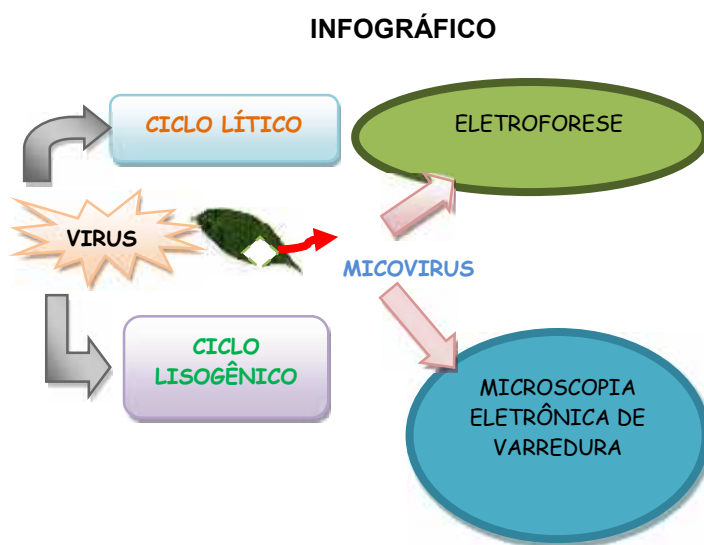 INFOGRÁFICO
CICLO LÍTICO
ELETROFORESE
VIRUS
MICOVIRUS
CICLO
LISOGÊNICO
MICROSCOPIA
ELETRÔNICA DE
VARREDURA